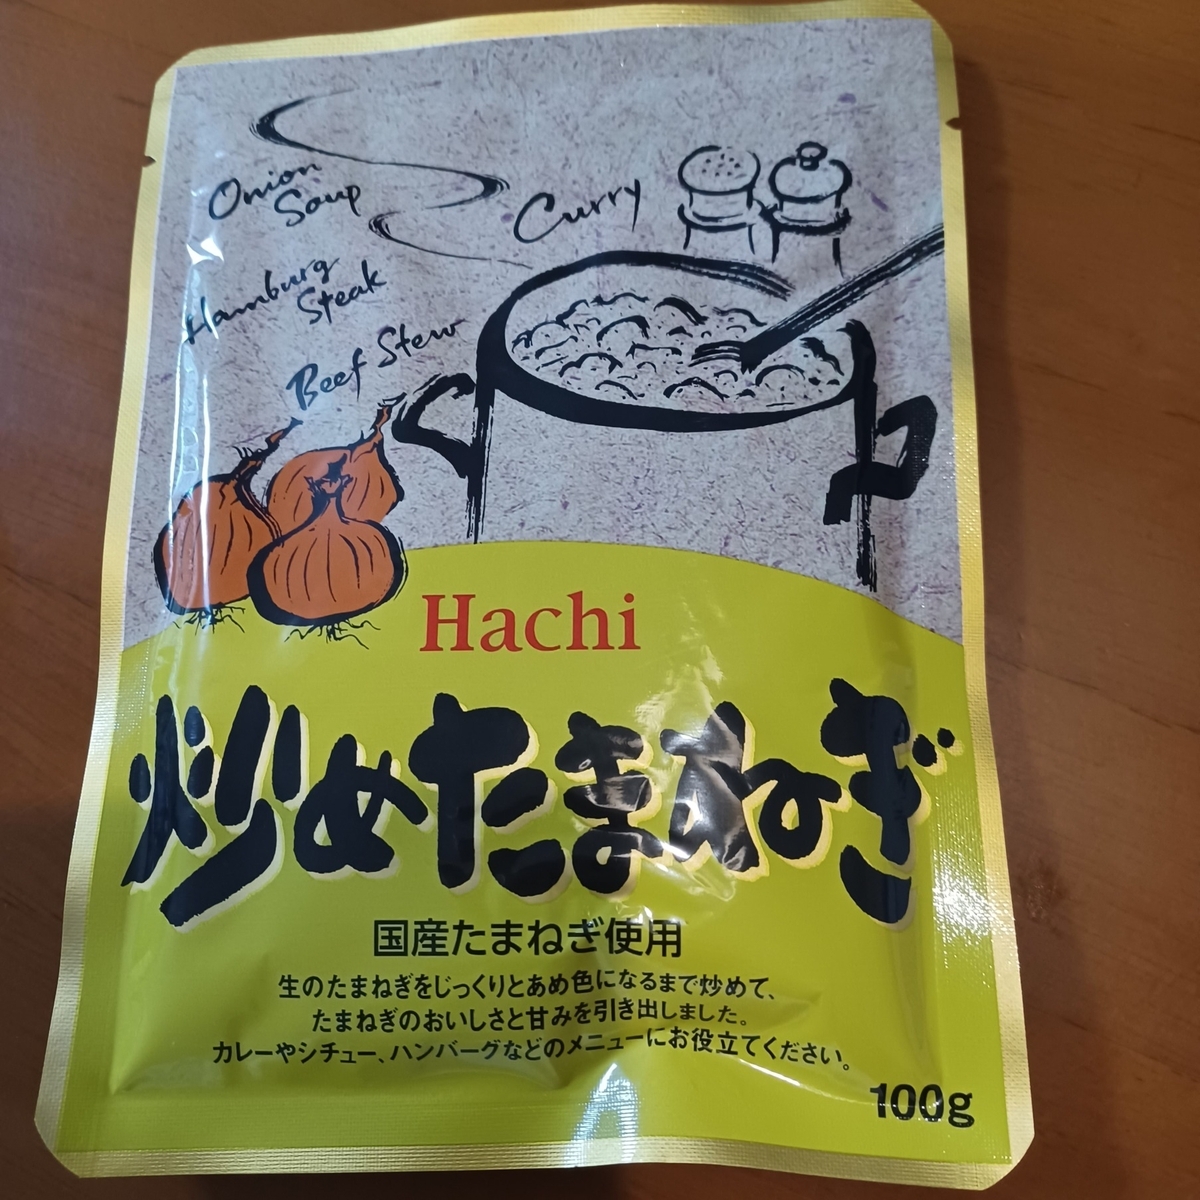 Onion
Soup
Curry
Hamburg
Steak
Beef Stew
Hachi
炒めたまねぎ
国産たまねぎ使用
生のたまねぎをじっくりとあめ色になるまで炒めて、
たまねぎのおいしさと甘みを引き出しました。
カレーやシチュー、ハンバーグなどのメニューにお役立てください。
100g